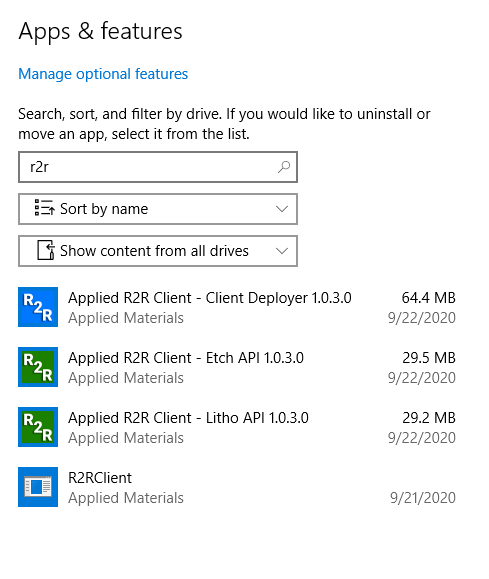 Apps & features
Manage optional features
Search, sort, and filter by drive. If you would like to uninstall or
move an app, select it from the list.
r2r
Sort by name
Show content from all drives
R2R Applied R2R Client - Client Deployer 1.0.3.0 64.4 MB
Applied Materials 9/22/2020
R2R Applied R2R Client - Etch API 1.0.3.0 29.5 MB
Applied Materials 9/22/2020
R2R Applied R2R Client - Litho API 1.0.3.0 29.2 MB
Applied Materials 9/22/2020
R2RClient
Applied Materials 9/21/2020